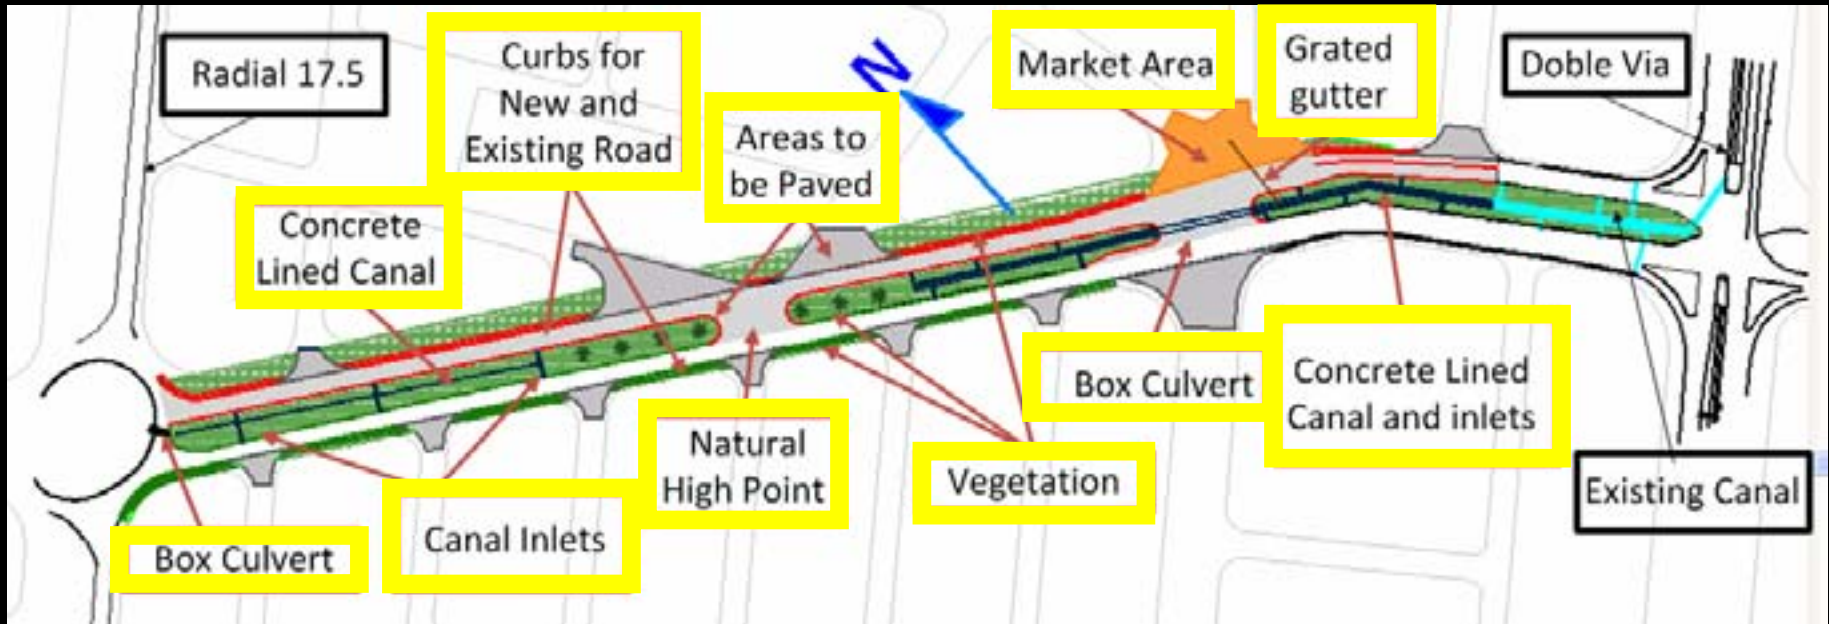 Radial 17.5
Curbs for
New and
Existing Road
Areas to
be Paved
N
Market Area
Grated
gutter
Doble Via
Concrete
Lined Canal
Box Culvert
Canal Inlets
Natural
High Point
Vegetation
Box Culvert
Concrete Lined
Canal and inlets
Existing Canal